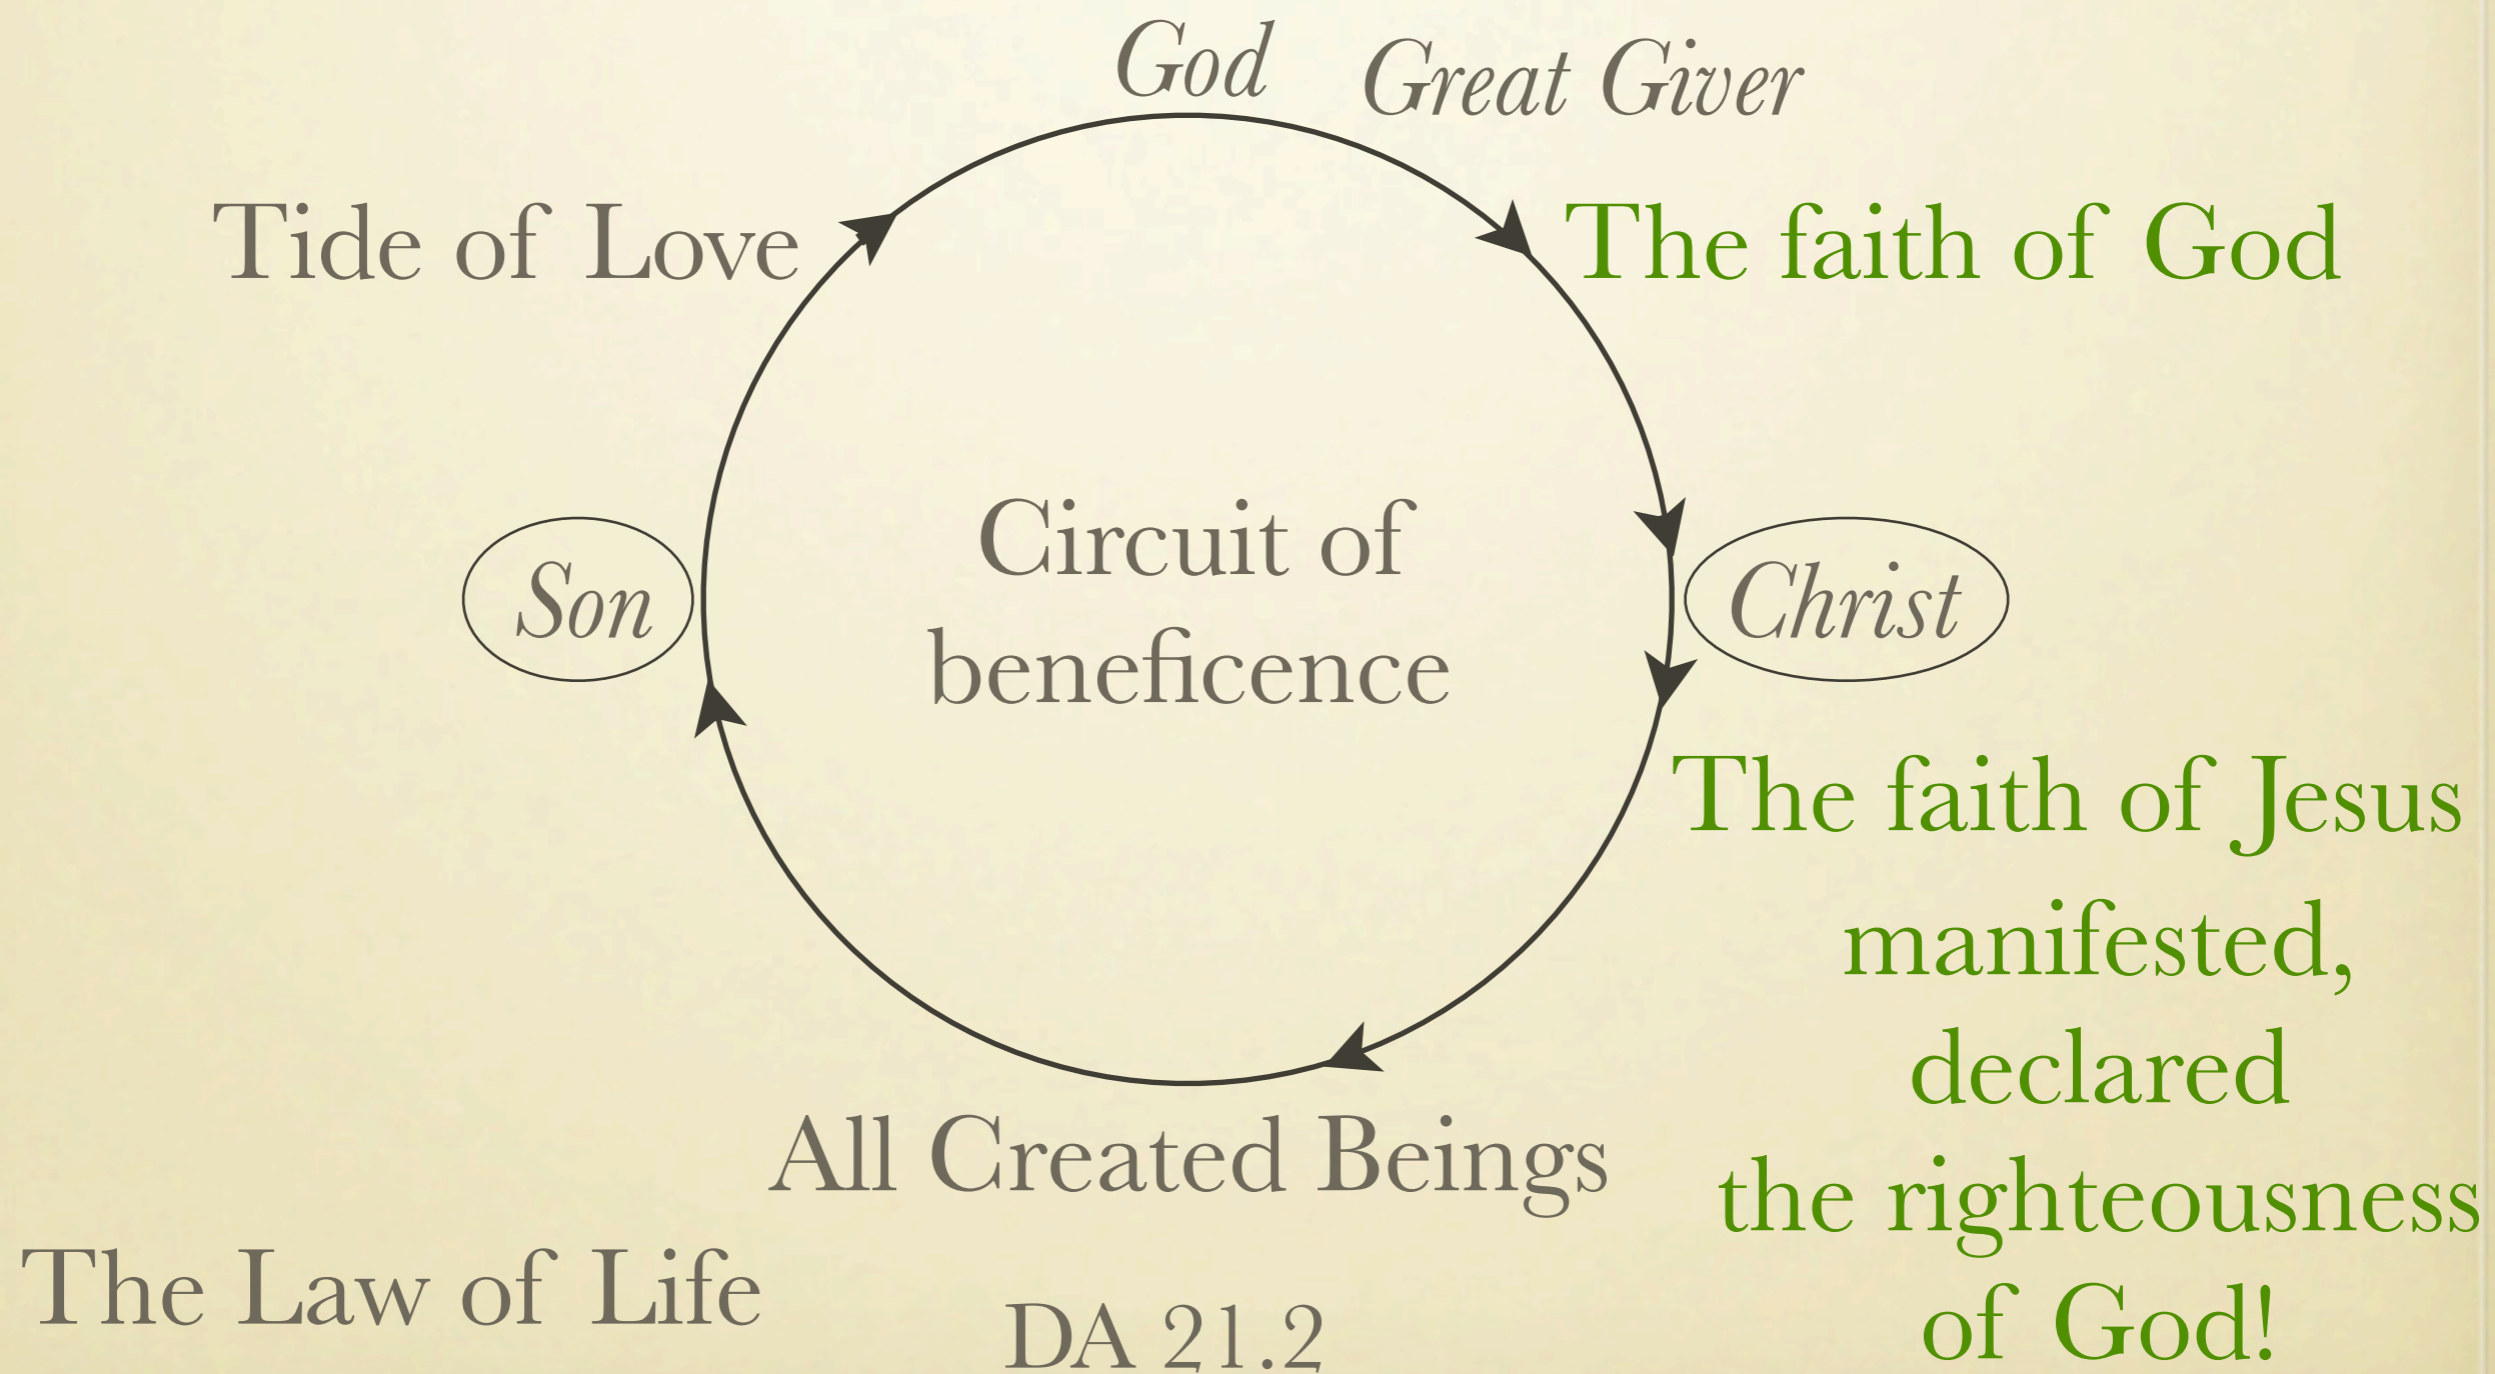 God
Great Giver
Tide of Love
The faith of God
Circuit of
beneficence
Son
Christ
The faith of Jesus
manifested,
declared
the righteousness
of God!
All Created Beings
The Law of Life
DA 21.2